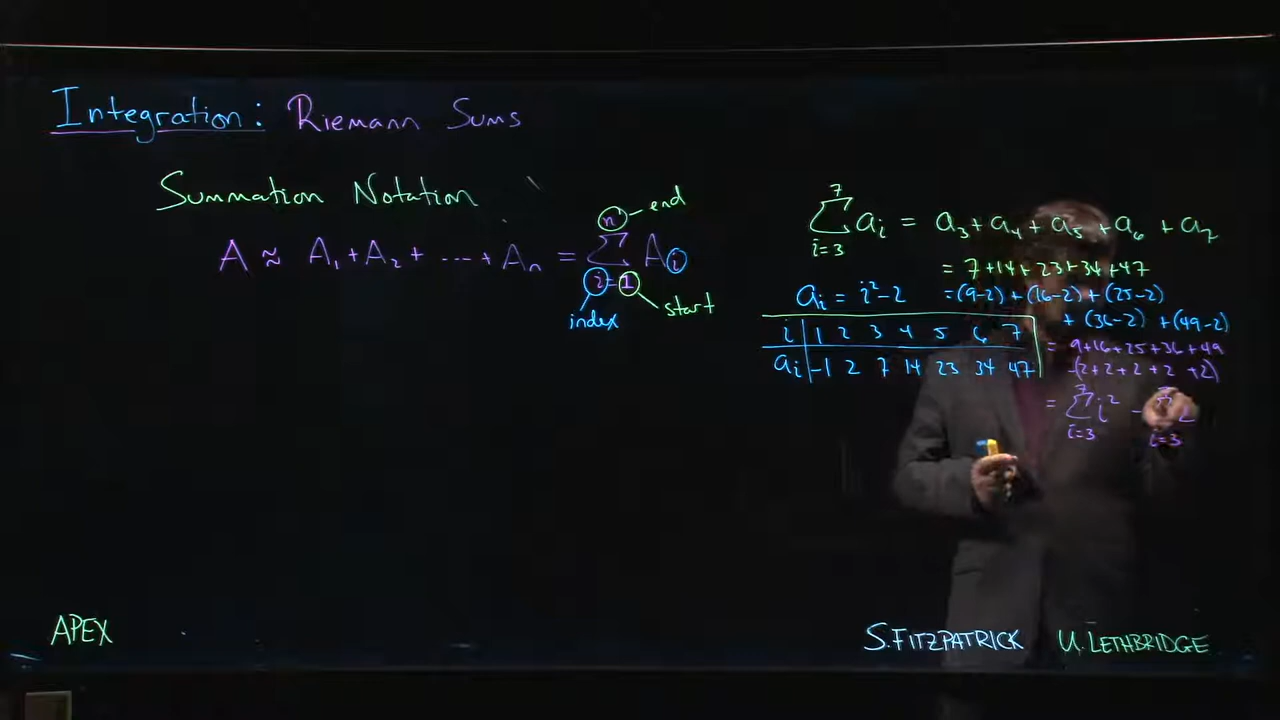 Integration: Riemann Sums
Summation Notation
A ≈ A₁ + A₂ + ... + Aₙ = Σ Aᵢ
n
end
i=1
index
start
7
Σ aᵢ = a₃ + a₄ + a₅ + a₆ + a₇
i=3
= 7+14+23+34+47
aᵢ = i²-2
=(9-2)+(16-2)+(25-2)
+(36-2)+(49-2)
i 1 2 3 4 5 6 7
aᵢ -1 2 7 14 23 34 47
= 9+16+25+36+49
-(2+2+2+2+2)
7
= Σ i² -
i=3
i=3
APEX
S. FITZPATRICK U. LETHBRIDGE